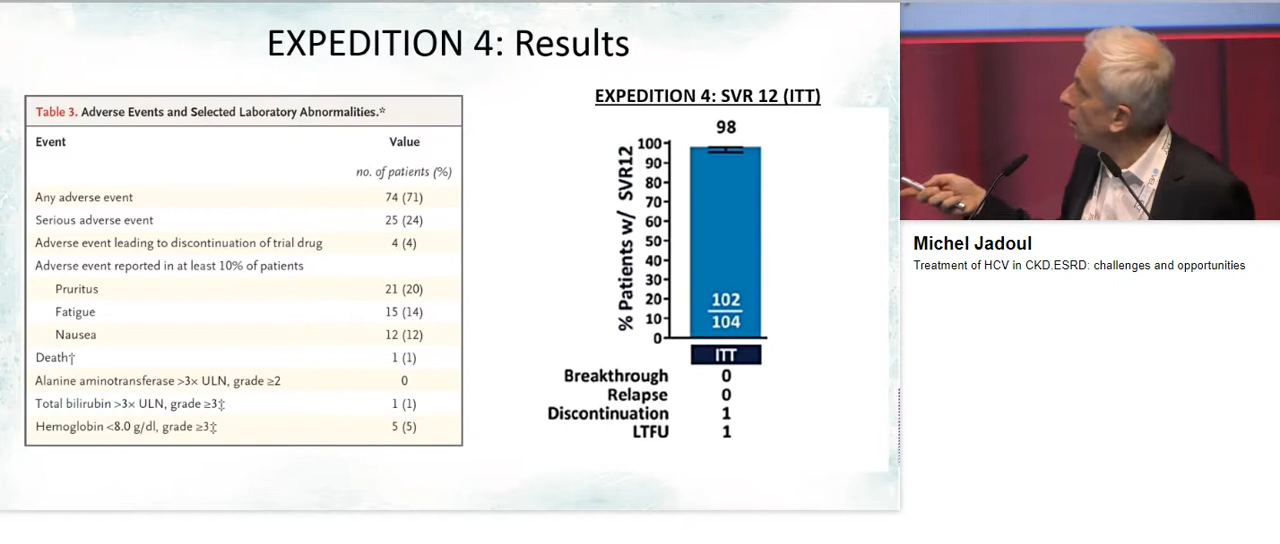 EXPEDITION 4: Results
Table 3. Adverse Events and Selected Laboratory Abnormalities.*
Event Value
no. of patients (%)
Any adverse event 74 (71)
Serious adverse event 25 (24)
Adverse event leading to discontinuation of trial drug 4 (4)
Adverse event reported in at least 10% of patients
Pruritus 21 (20)
Fatigue 15 (14)
Nausea 12 (12)
Death† 1 (1)
Alanine aminotransferase >3× ULN, grade ≥2 0
Total bilirubin >3× ULN, grade ≥3‡ 1 (1)
Hemoglobin <8.0 g/dl, grade ≥3‡ 5 (5)
EXPEDITION 4: SVR 12 (ITT)
98
% Patients w/ SVR12
100
90
80
70
60
50
40
30
20
10
0
102
104
ITT
Breakthrough 0
Relapse 0
Discontinuation 1
LTFU 1
Michel Jadoul
Treatment of HCV in CKD.ESRD: challenges and opportunities